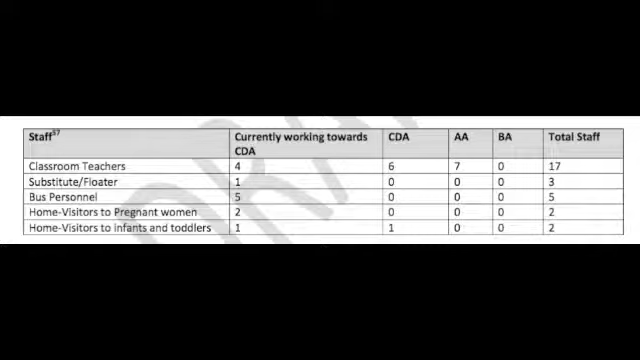 Staff57 Currently working towards CDA CDA AA BA Total Staff
Classroom Teachers 4 6 7 0 17
Substitute/Floater 1 0 0 0 3
Bus Personnel 5 0 0 0 5
Home-Visitors to Pregnant women 2 0 0 0 2
Home-Visitors to infants and toddlers 1 1 0 0 2
DRA